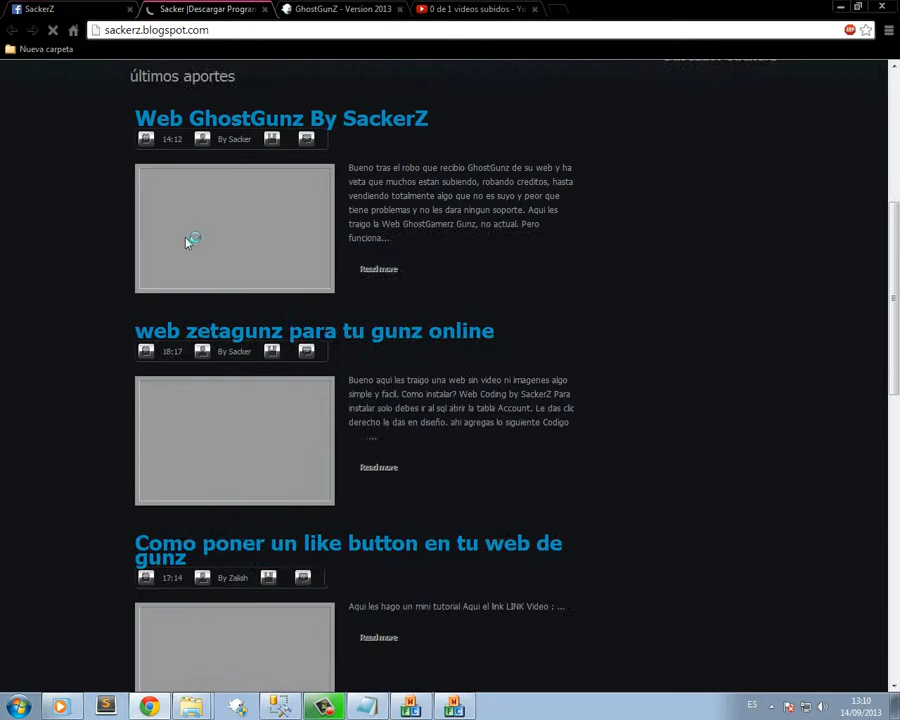 SackerZ
Sacker |Descargar Program
GhostGunZ - Version 2013
0 de 1 videos subidos - Yo
sackerz.blogspot.com
Nueva carpeta
últimos aportes
Web GhostGunz By SackerZ
14:12 By Sacker
Bueno tras el robo que recibio GhostGunz de su web y ha
vista que muchos estan subiendo, robando creditos, hasta
vendiendo totalmente algo que no es suyo y peor que
tiene problemas y no les dara ningun soporte. Aqui les
traigo la Web GhostGamerz Gunz, no actual. Pero
funciona...
Read more
web zetagunz para tu gunz online
18:17 By Sacker
Bueno aqui les traigo una web sin video ni imagenes algo
simple y facil. Como instalar? Web Coding by SackerZ Para
instalar solo debes ir al sql abrir la tabla Account. Le das clic
derecho le das en diseño. ahi agregas lo siguiente Codigo
...
Read more
Como poner un like button en tu web de
gunz
17:14 By Zalish
Aqui les hago un mini tutorial Aqui el link LINK Video : ...
Read more
ES
13:10
14/09/2013